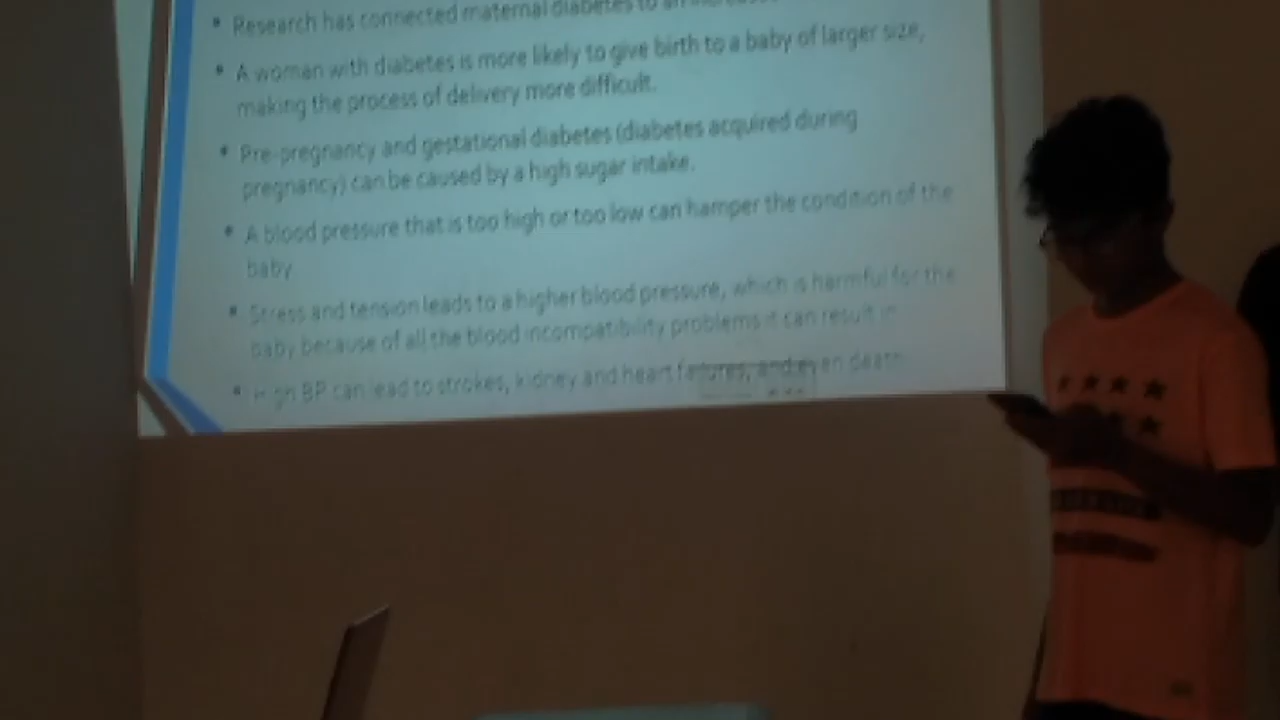 • Research has connected maternal diabetes to an increased
• A woman with diabetes is more likely to give birth to a baby of larger size,
making the process of delivery more difficult.
• Pre-pregnancy and gestational diabetes (diabetes acquired during
pregnancy) can be caused by a high sugar intake.
• A blood pressure that is too high or too low can hamper the condition of the
baby
• Stress and tension leads to a higher blood pressure, which is harmful for the
baby because of all the blood incompatibility problems it can result in
• High BP can lead to strokes, kidney and heart failures, and even death